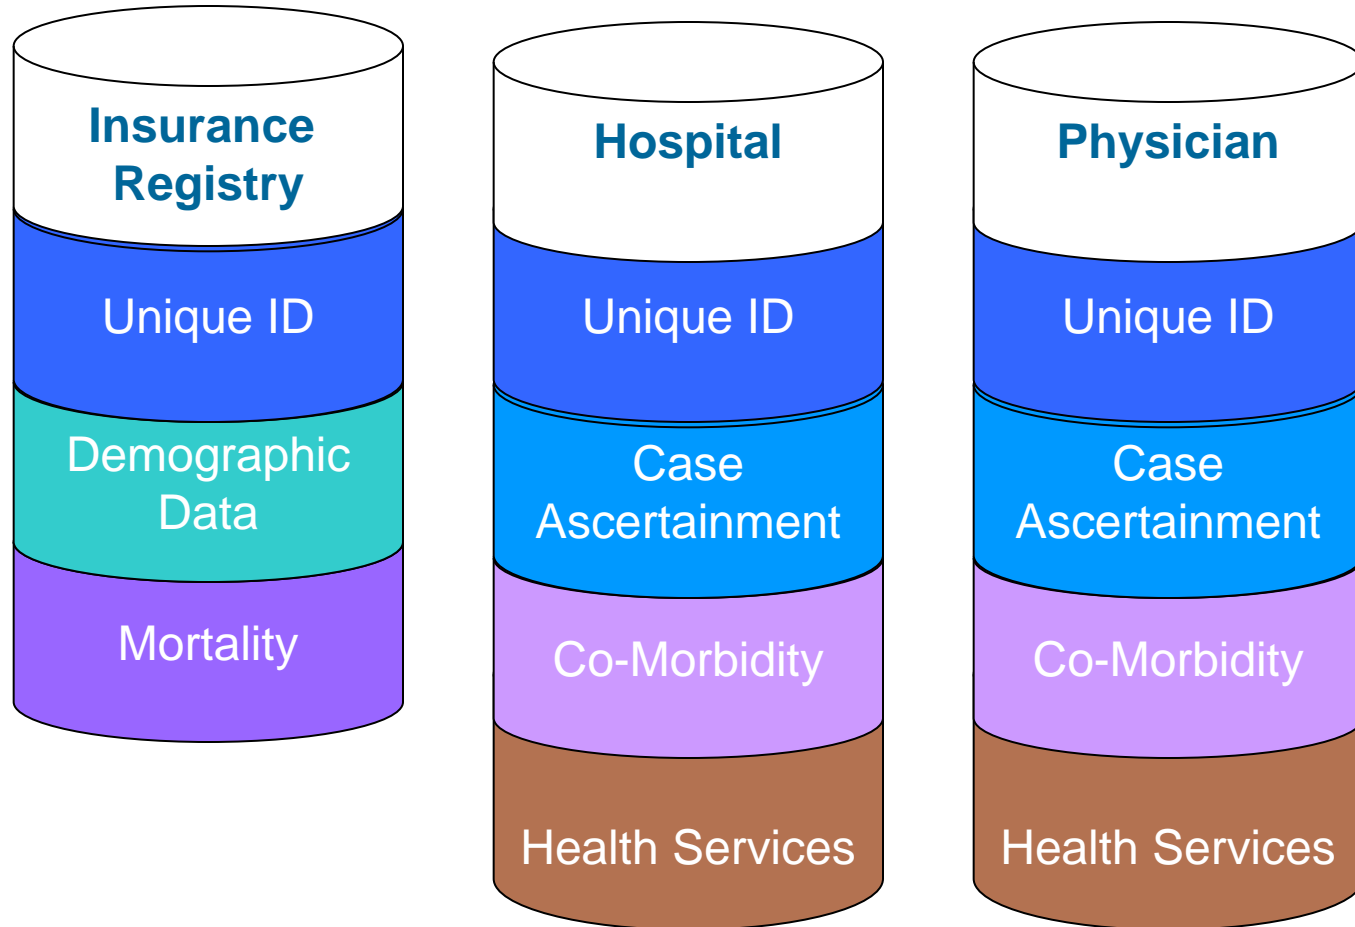 Insurance
Registry
Unique ID
Demographic
Data
Mortality
Hospital
Unique ID
Case
Ascertainment
Co-Morbidity
Health Services
Physician
Unique ID
Case
Ascertainment
Co-Morbidity
Health Services